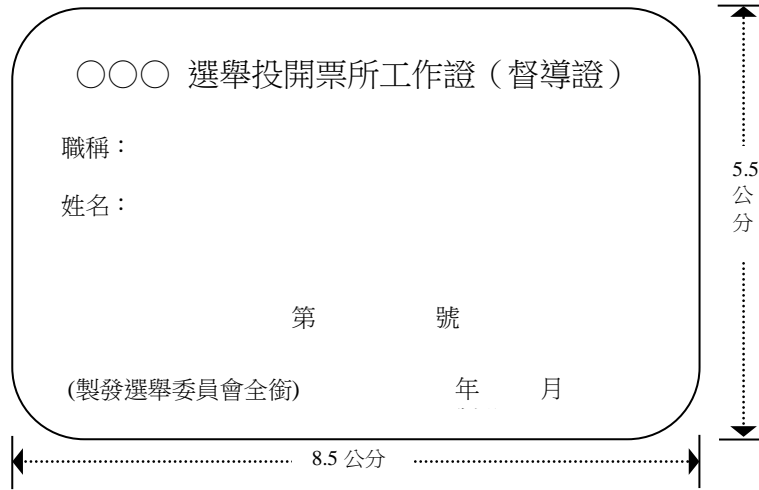 ○○○ 選舉投開票所工作證（督導證）
職稱：
姓名：
第 號
(製發選舉委員會全銜) 年 月
5.5
公
分
8.5 公分